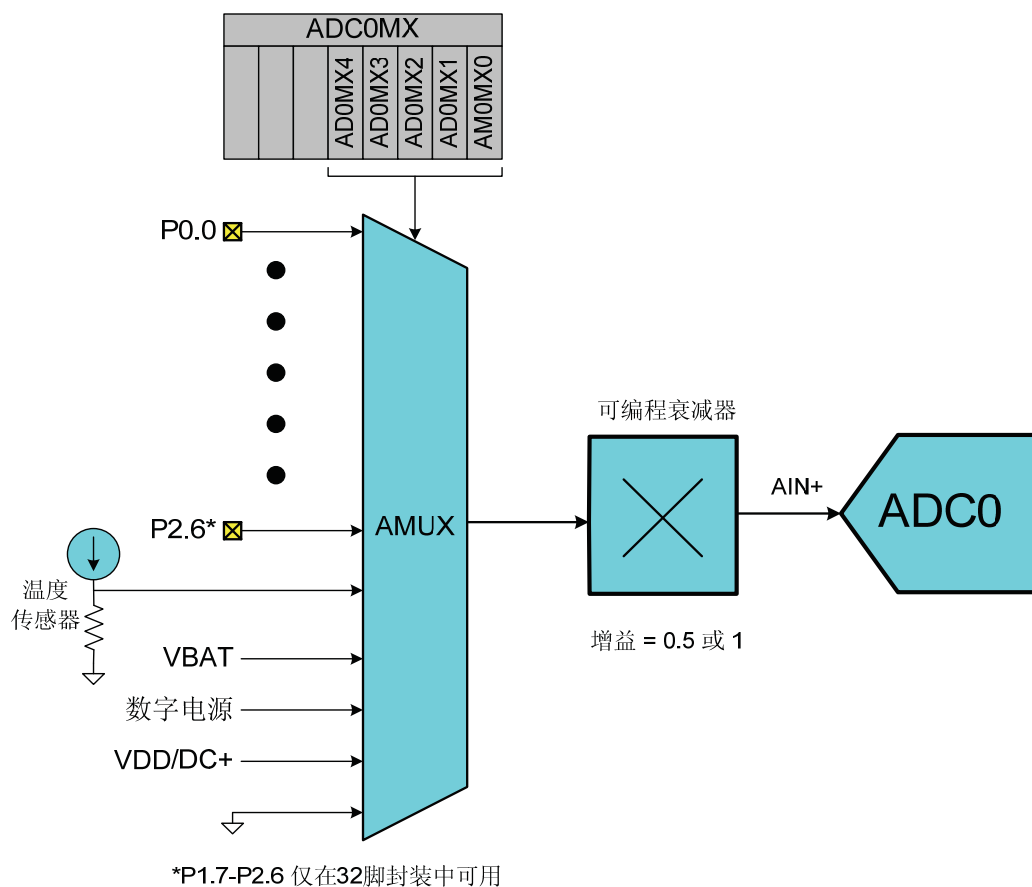 ADC0MX
AD0MX4
AD0MX3
AD0MX2
AD0MX1
AM0MX0
P0.0
P2.6*
温度
传感器
VBAT
数字电源
VDD/DC+
AMUX
可编程衰减器
增益 = 0.5 或 1
AIN+
ADC0
*P1.7-P2.6 仅在32脚封装中可用